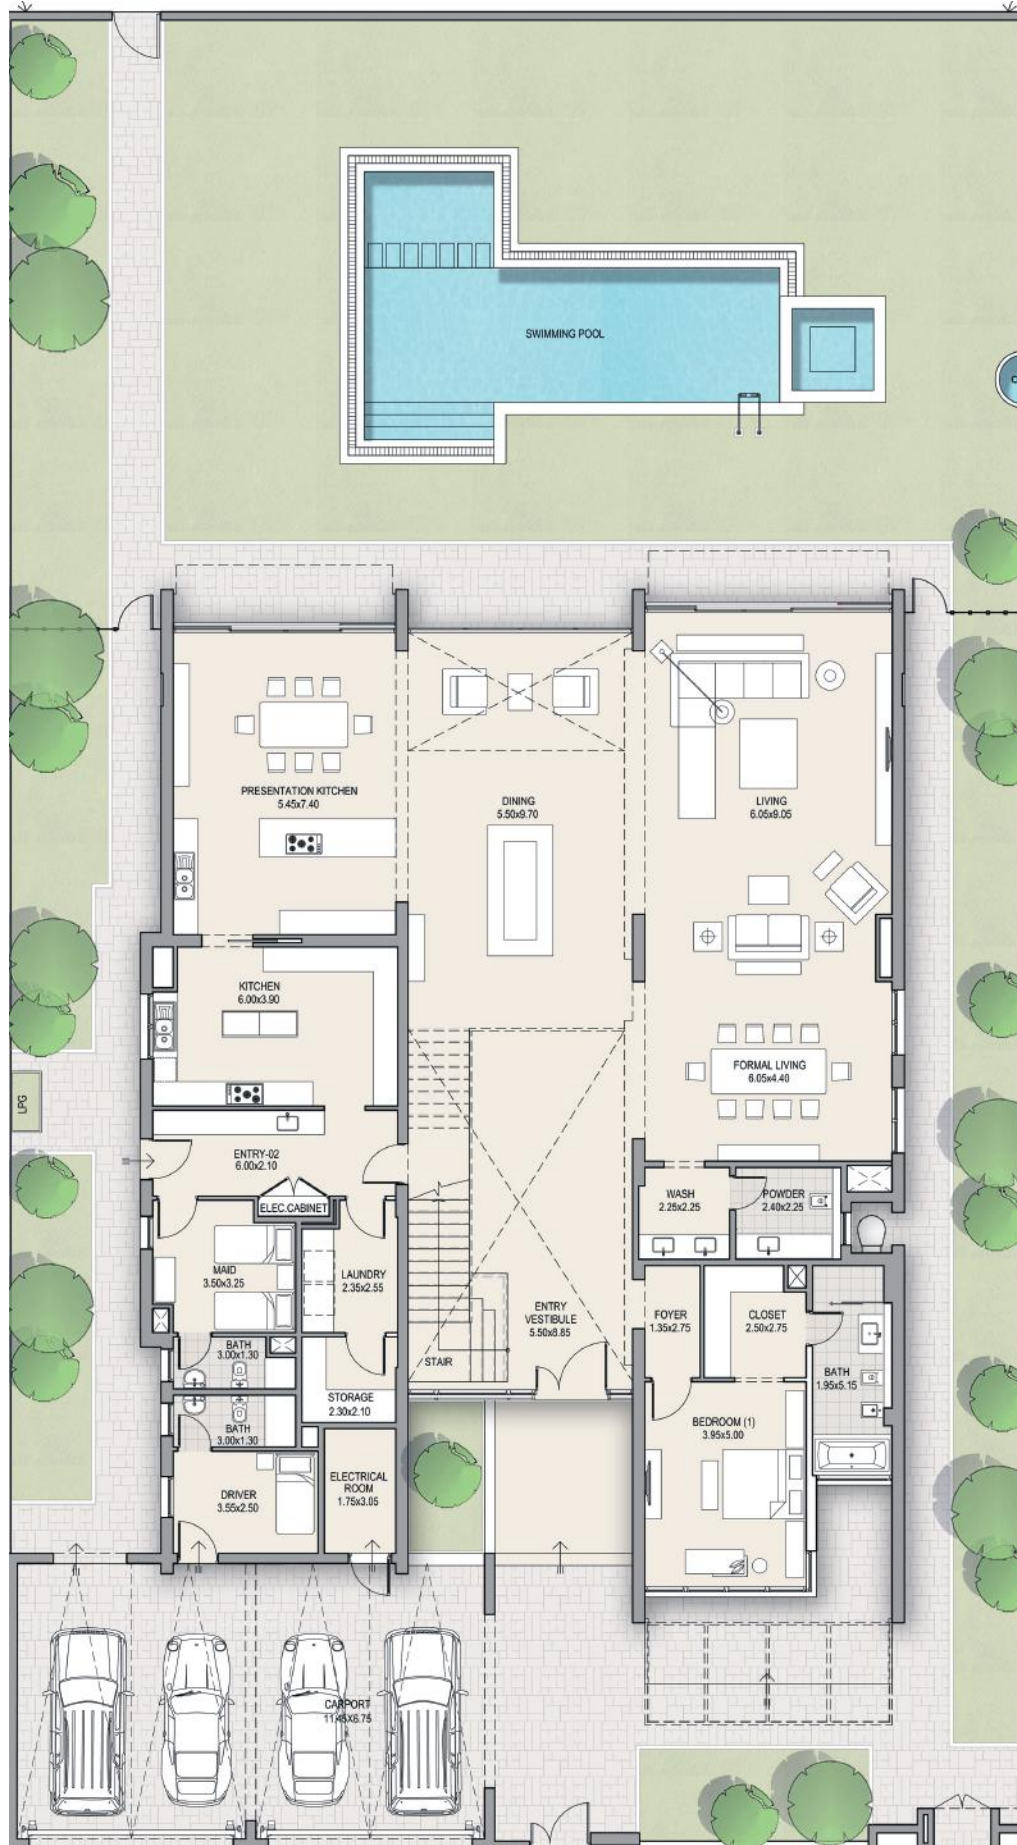 SWIMMING POOL
PRESENTATION KITCHEN
5.45x7.40
DINING
5.50x9.70
LIVING
6.05x9.05
KITCHEN
6.00x3.90
FORMAL LIVING
6.05x4.40
LPG
ENTRY-02
6.00x2.10
ELEC.CABINET
WASH
2.25x2.25
POWDER
2.40x2.25
MAID
3.50x3.25
LAUNDRY
2.35x2.55
ENTRY
VESTIBULE
5.50x8.85
FOYER
1.35x2.75
CLOSET
2.50x2.75
BATH
3.00x1.30
STAIR
BATH
1.95x5.15
STORAGE
2.30x2.10
BATH
3.00x1.30
BEDROOM (1)
3.95x5.00
ELECTRICAL
ROOM
1.75x3.05
DRIVER
3.55x2.50
CARPORT
11.45X6.75